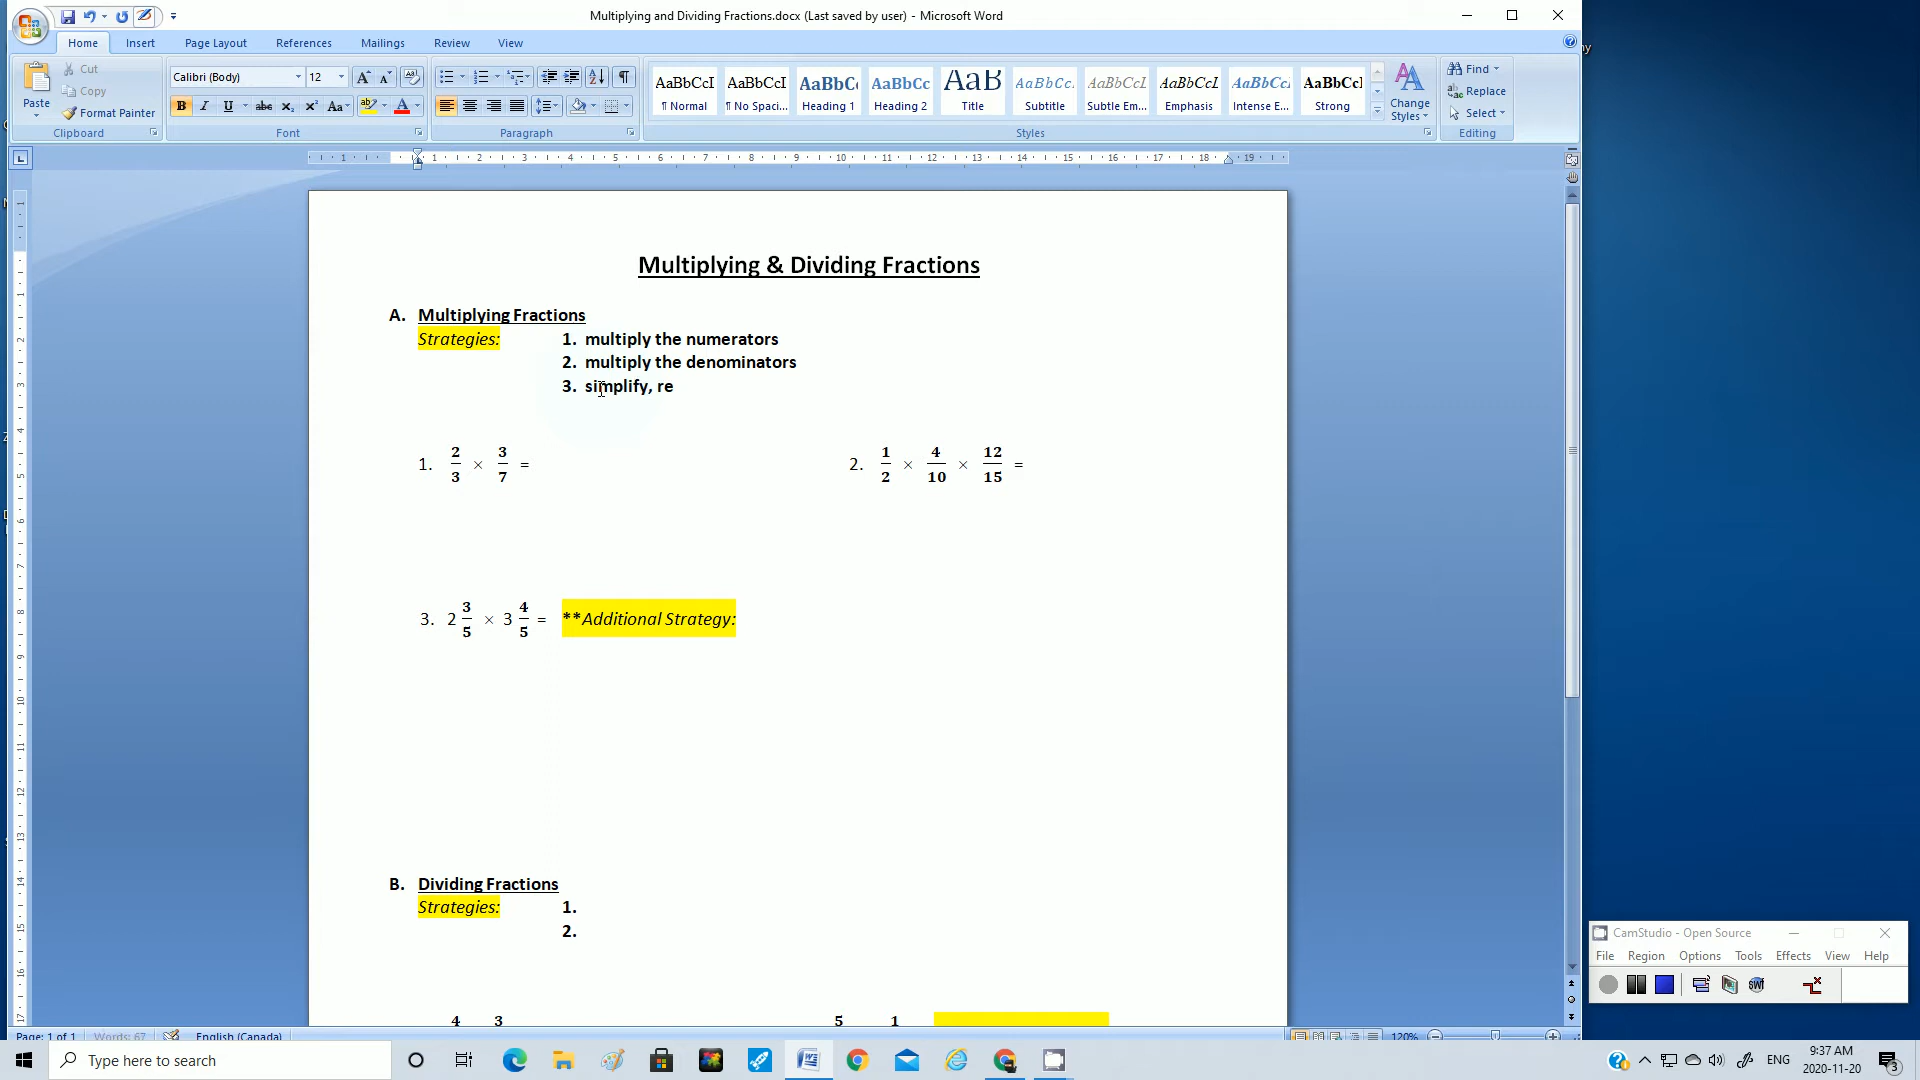 Multiplying and Dividing Fractions.docx (Last saved by user) - Microsoft Word
Home Insert Page Layout References Mailings Review View
Paste Cut Copy Format Painter
Calibri (Body) 12
AaBbCcI AaBbCcI AaBbC AaBbCc AaB AaBbCc. AaBbCcL AaBbCcL AaBbCc. AaBbCcI
¶ Normal ¶ No Spaci... Heading 1 Heading 2 Title Subtitle Subtle Em... Emphasis Intense E... Strong
Change Styles
Find
Replace
Select
Clipboard Font Paragraph Styles Editing
Multiplying & Dividing Fractions
A. Multiplying Fractions
Strategies: 1. multiply the numerators
2. multiply the denominators
3. simplify, re
1. 2/3 × 3/7 = 2. 1/2 × 4/10 × 12/15 =
3. 2 3/5 × 3 4/5 = **Additional Strategy:
B. Dividing Fractions
Strategies: 1.
2.
4 3 5 1
Page: 1 of 1 Words: 67 English (Canada) 120%
CamStudio - Open Source
File Region Options Tools Effects View Help
Type here to search
ENG
9:37 AM
2020-11-20
3